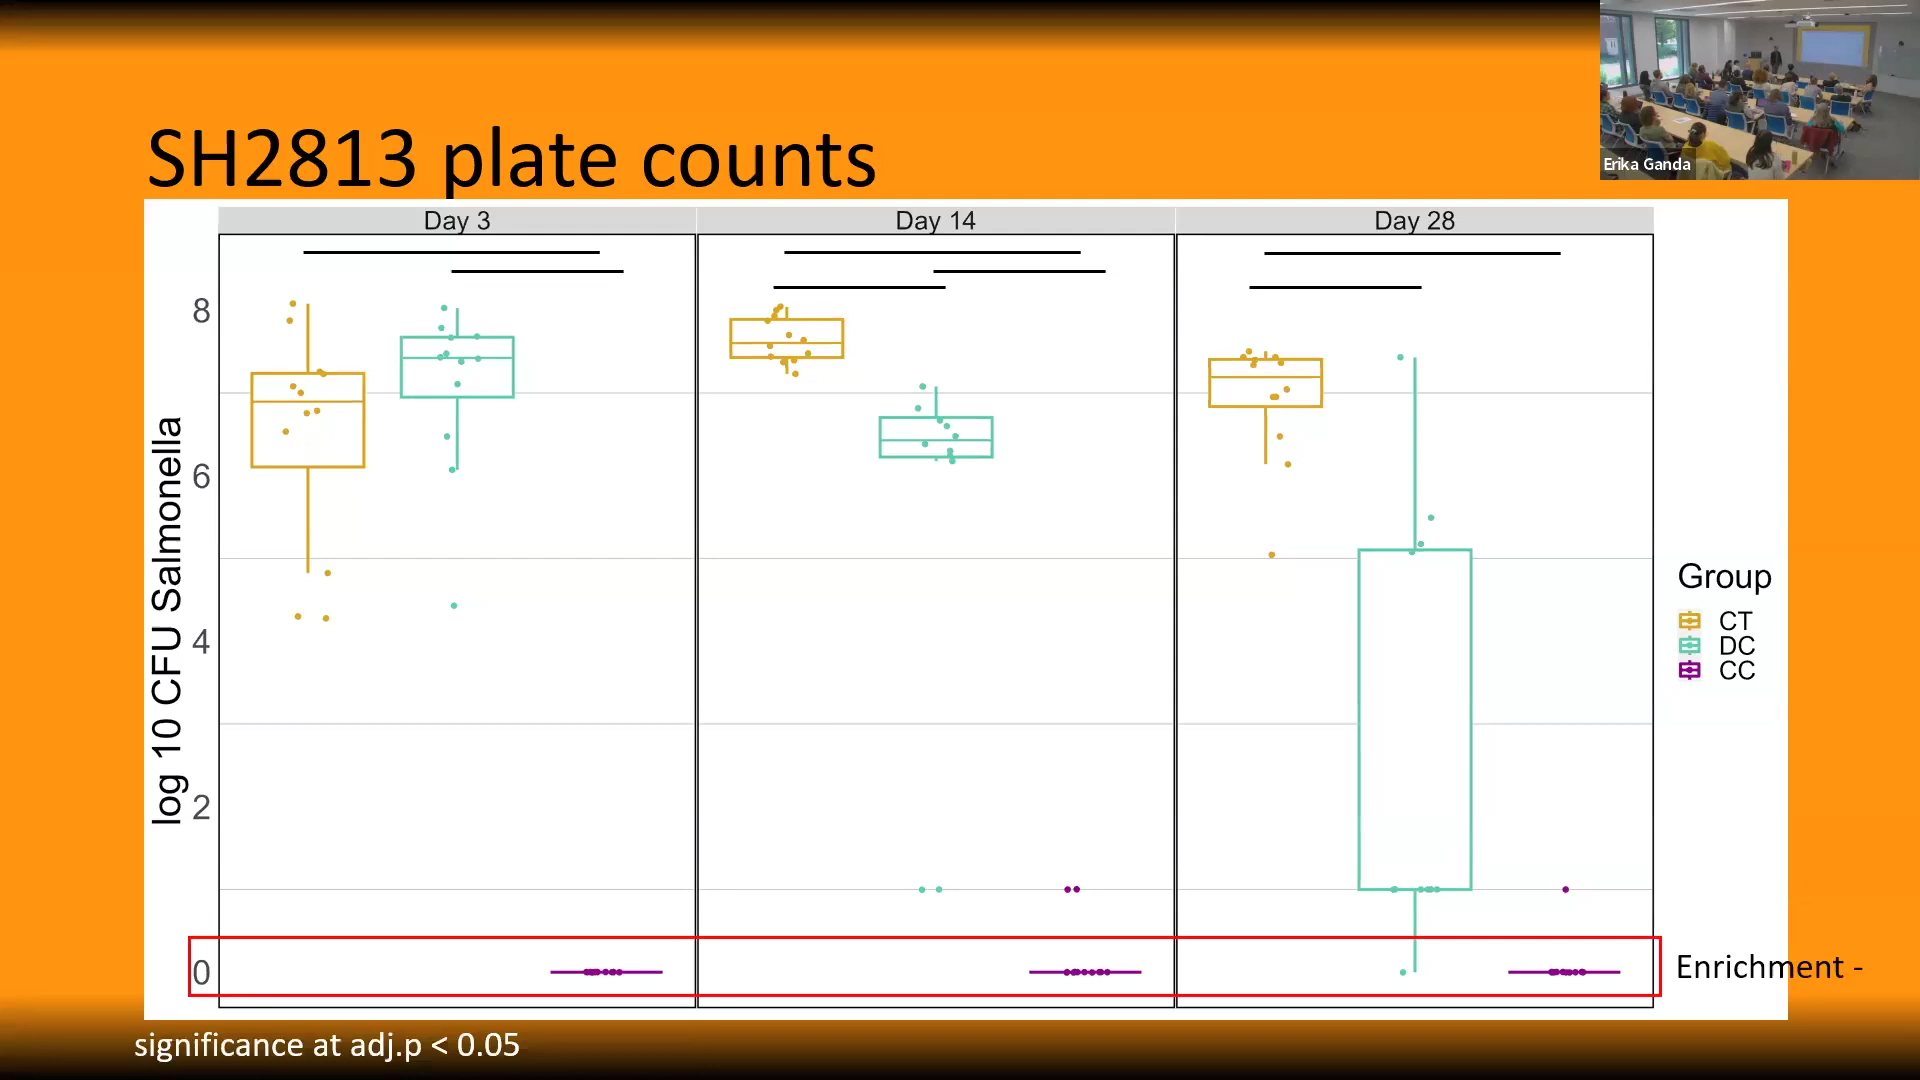 Erika Ganda
SH2813 plate counts
Day 3
Day 14
Day 28
log 10 CFU Salmonella
8
6
4
2
0
Group
CT
DC
CC
Enrichment -
significance at adj.p < 0.05